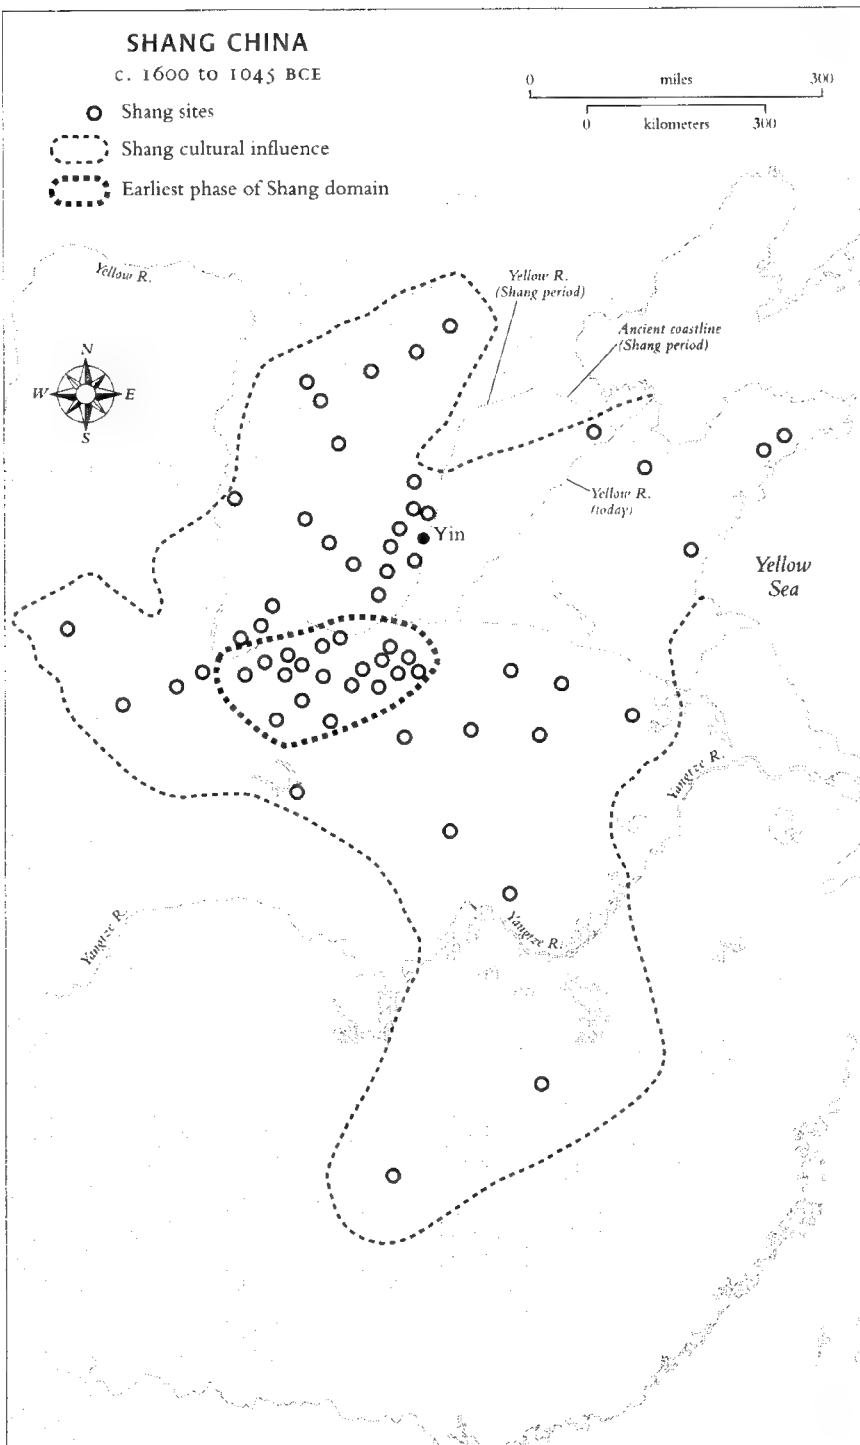 SHANG CHINA
c. 1600 to 1045 BCE
Shang sites
Shang cultural influence
Earliest phase of Shang domain
0 miles 300
0 kilometers 300
Yellow R.
Yellow R.
(Shang period)
Ancient coastline
(Shang period)
N
W E
S
Yellow R.
(today)
Yin
Yellow
Sea
Yangtze R.
Yangtze R.
Yangtze R.